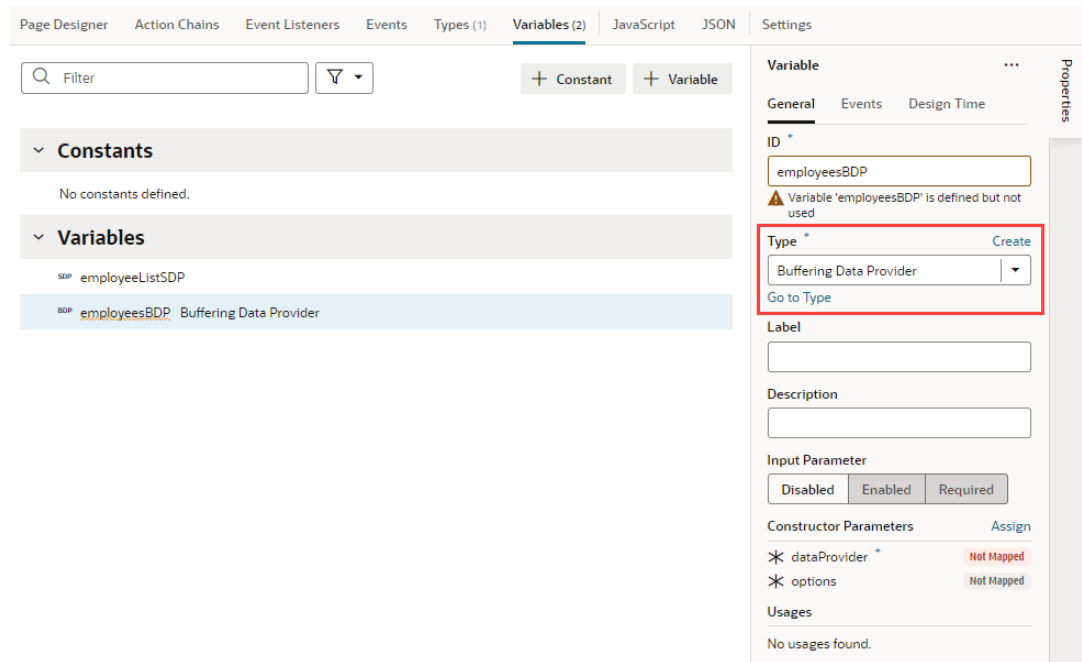 Page Designer Action Chains Event Listeners Events Types (1) Variables (2) JavaScript JSON Settings
Filter
+ Constant + Variable
Constants
No constants defined.
Variables
SDP employeeListSDP
BDP employeesBDP Buffering Data Provider
Variable ...
Properties
General Events Design Time
ID *
employeesBDP
Variable 'employeesBDP' is defined but not
used
Type * Create
Buffering Data Provider
Go to Type
Label
Description
Input Parameter
Disabled Enabled Required
Constructor Parameters Assign
dataProvider * Not Mapped
options Not Mapped
Usages
No usages found.